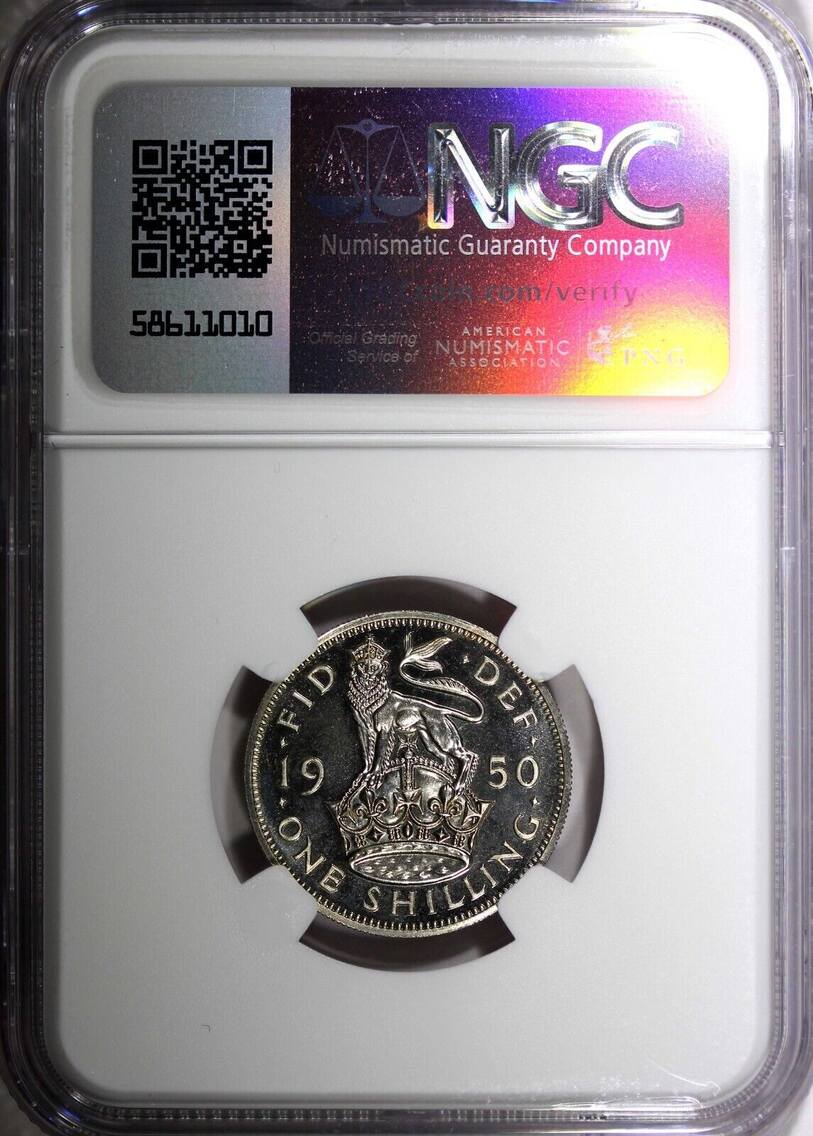 NGC
Numismatic Guaranty Company
.com/verify
58611010
Official Grading
Service of
AMERICAN
NUMISMATIC
ASSOCIATION
PNG
FID DEF
19 50
ONE SHILLING